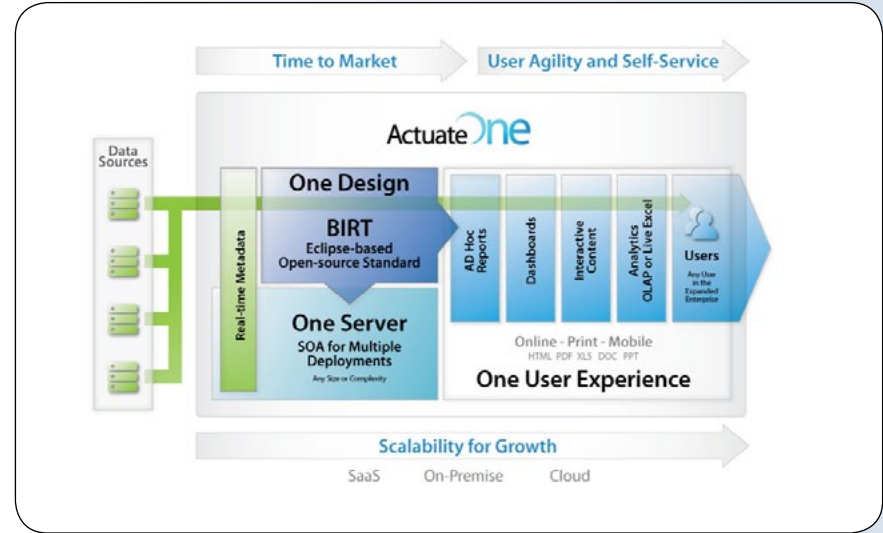 Time to Market
User Agility and Self-Service
ActuateOne
Data
Sources
Real-time Metadata
One Design
BIRT
Eclipse-based
Open-source Standard
One Server
SOA for Multiple
Deployments
Any Size or Complexity
AD Hoc
Reports
Dashboards
Interactive
Content
Analytics
OLAP or Live Excel
Users
Any User
in the
Expanded
Enterprise
Online - Print - Mobile
HTML PDF XLS DOC PPT
One User Experience
Scalability for Growth
SaaS On-Premise Cloud